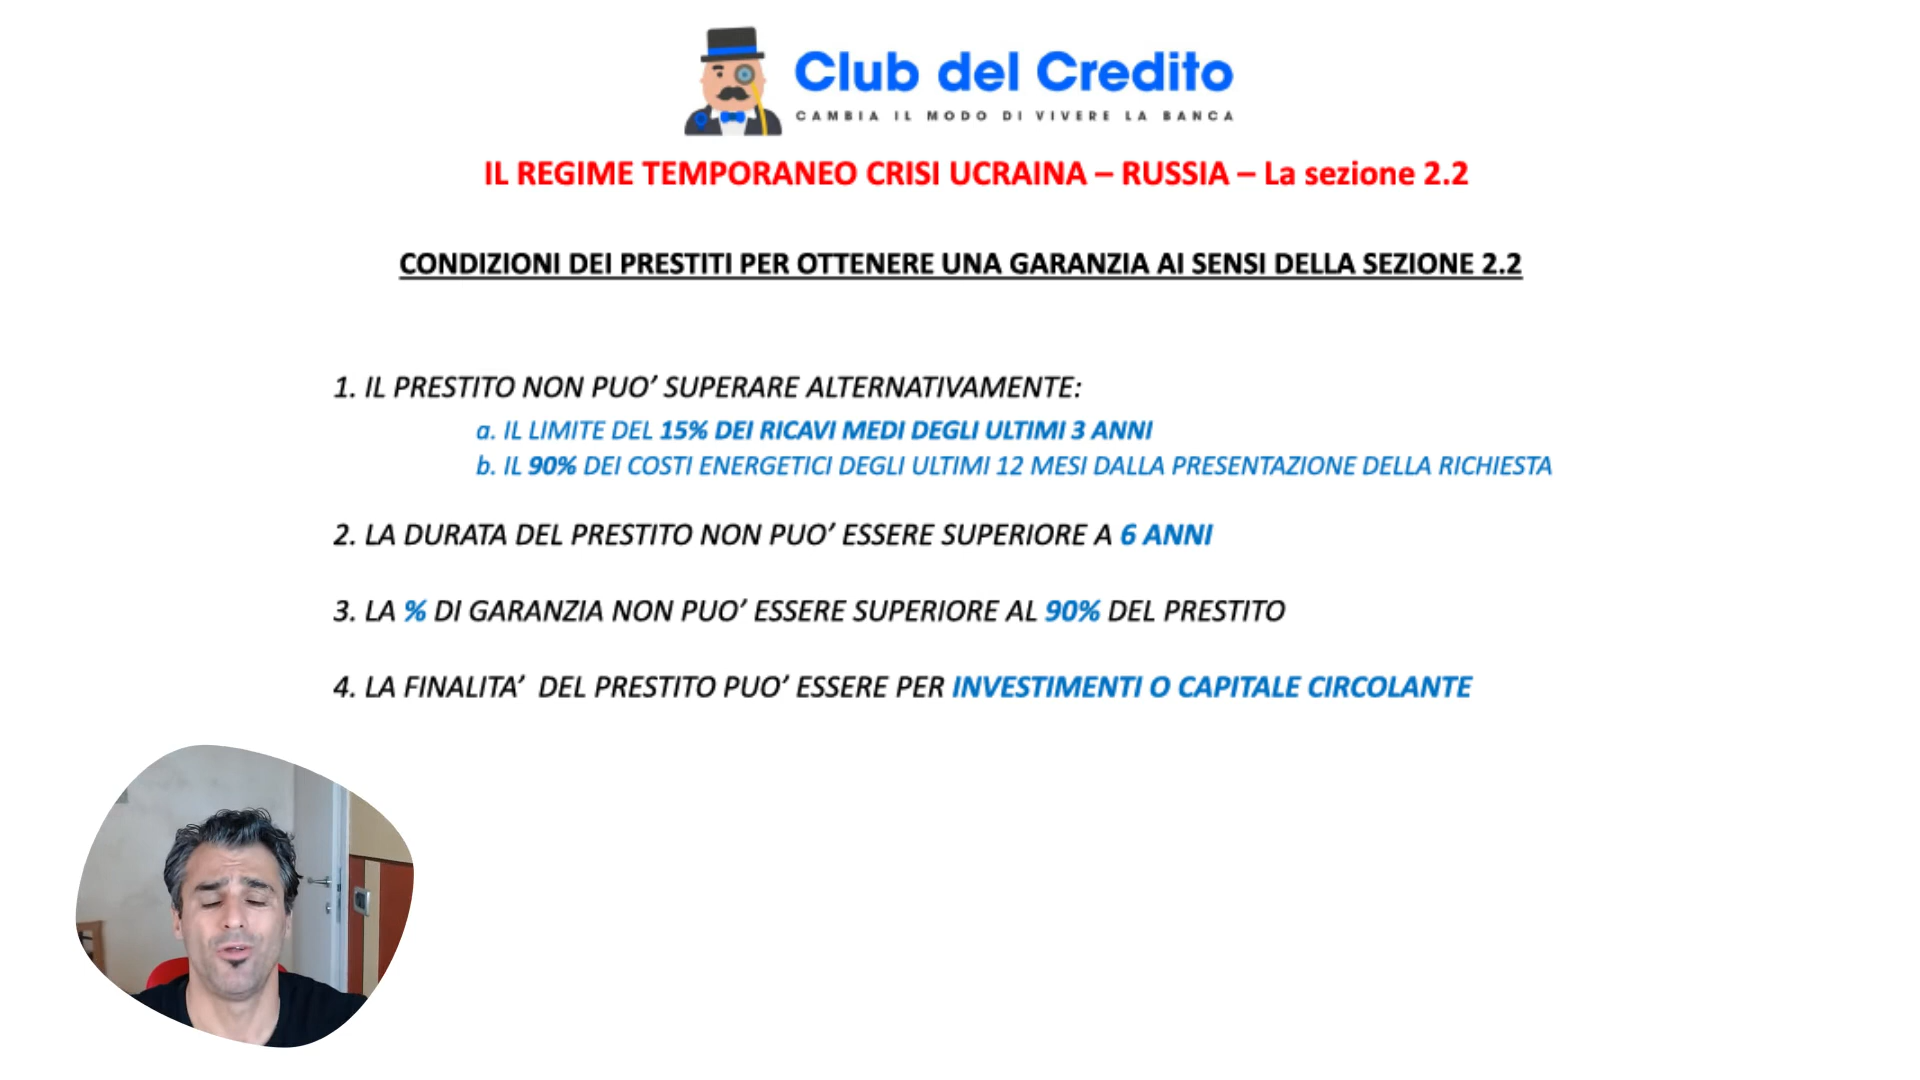 Club del Credito
CAMBIA IL MODO DI VIVERE LA BANCA
IL REGIME TEMPORANEO CRISI UCRAINA – RUSSIA – La sezione 2.2
CONDIZIONI DEI PRESTITI PER OTTENERE UNA GARANZIA AI SENSI DELLA SEZIONE 2.2
1. IL PRESTITO NON PUO’ SUPERARE ALTERNATIVAMENTE:
a. IL LIMITE DEL 15% DEI RICAVI MEDI DEGLI ULTIMI 3 ANNI
b. IL 90% DEI COSTI ENERGETICI DEGLI ULTIMI 12 MESI DALLA PRESENTAZIONE DELLA RICHIESTA
2. LA DURATA DEL PRESTITO NON PUO’ ESSERE SUPERIORE A 6 ANNI
3. LA % DI GARANZIA NON PUO’ ESSERE SUPERIORE AL 90% DEL PRESTITO
4. LA FINALITA’ DEL PRESTITO PUO’ ESSERE PER INVESTIMENTI O CAPITALE CIRCOLANTE